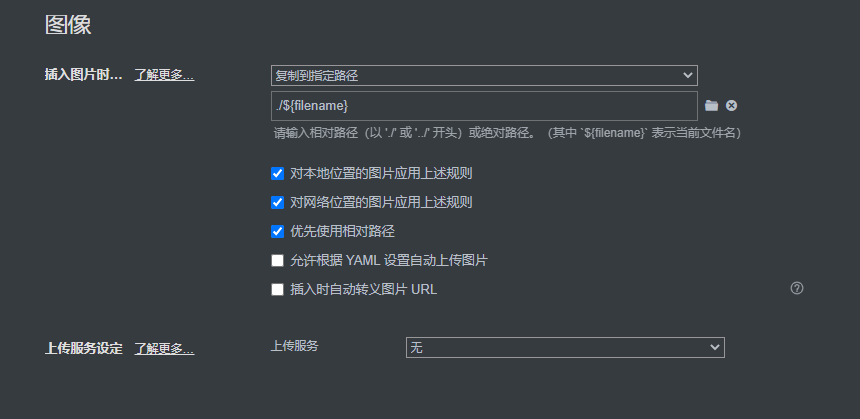 图像
插入图片时... 了解更多...
复制到指定路径
./${filename}
请输入相对路径（以 './' 或 '../' 开头）或绝对路径。（其中 `${filename}` 表示当前文件名）
对本地位置的图片应用上述规则
对网络位置的图片应用上述规则
优先使用相对路径
允许根据 YAML 设置自动上传图片
插入时自动转义图片 URL
上传服务设定 了解更多... 上传服务 无